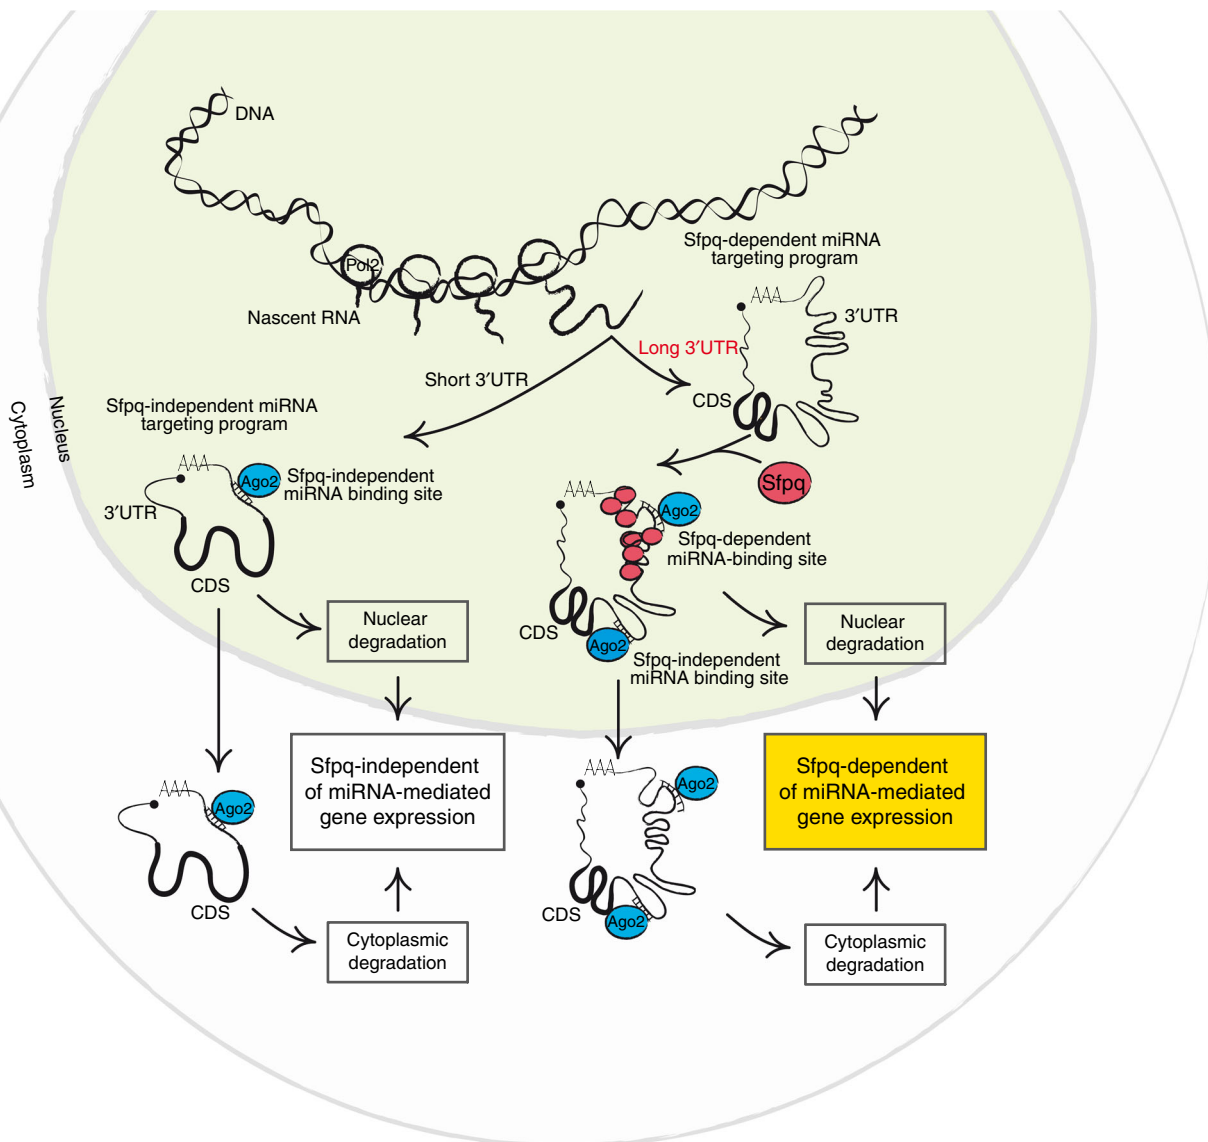 DNA
Sfpq-dependent miRNA
targeting program
Pol2
AAA
3′UTR
Nascent RNA
Long 3′UTR
Short 3′UTR
CDS
Nucleus
Cytoplasm
Sfpq-independent miRNA
targeting program
AAA
Ago2
Sfpq-independent
miRNA binding site
3′UTR
CDS
Sfpq
AAA
Ago2
Sfpq-dependent
miRNA-binding site
CDS
Ago2
Sfpq-independent
miRNA binding site
Nuclear
degradation
Nuclear
degradation
Sfpq-independent
of miRNA-mediated
gene expression
Sfpq-dependent
of miRNA-mediated
gene expression
AAA
Ago2
CDS
AAA
Ago2
CDS
Ago2
Cytoplasmic
degradation
Cytoplasmic
degradation